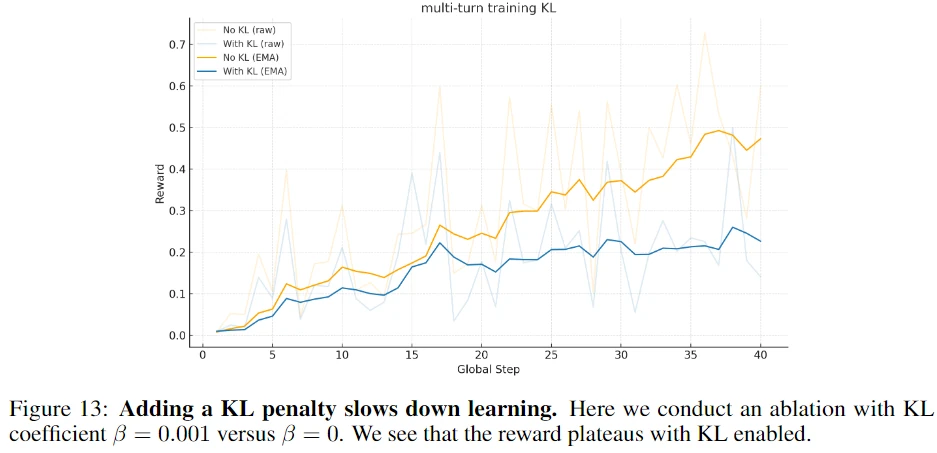 multi-turn training KL
No KL (raw)
With KL (raw)
No KL (EMA)
With KL (EMA)
Reward
0.7
0.6
0.5
0.4
0.3
0.2
0.1
0.0
0 5 10 15 20 25 30 35 40
Global Step
Figure 13: Adding a KL penalty slows down learning. Here we conduct an ablation with KL
coefficient β = 0.001 versus β = 0. We see that the reward plateaus with KL enabled.